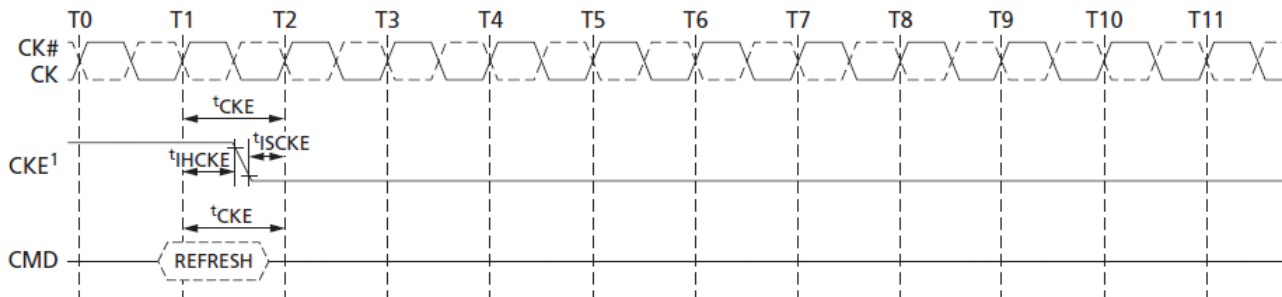 T0 T1 T2 T3 T4 T5 T6 T7 T8 T9 T10 T11
CK#
CK
tCKE
tISCKE
CKE1
tIHCKE
tCKE
CMD
REFRESH